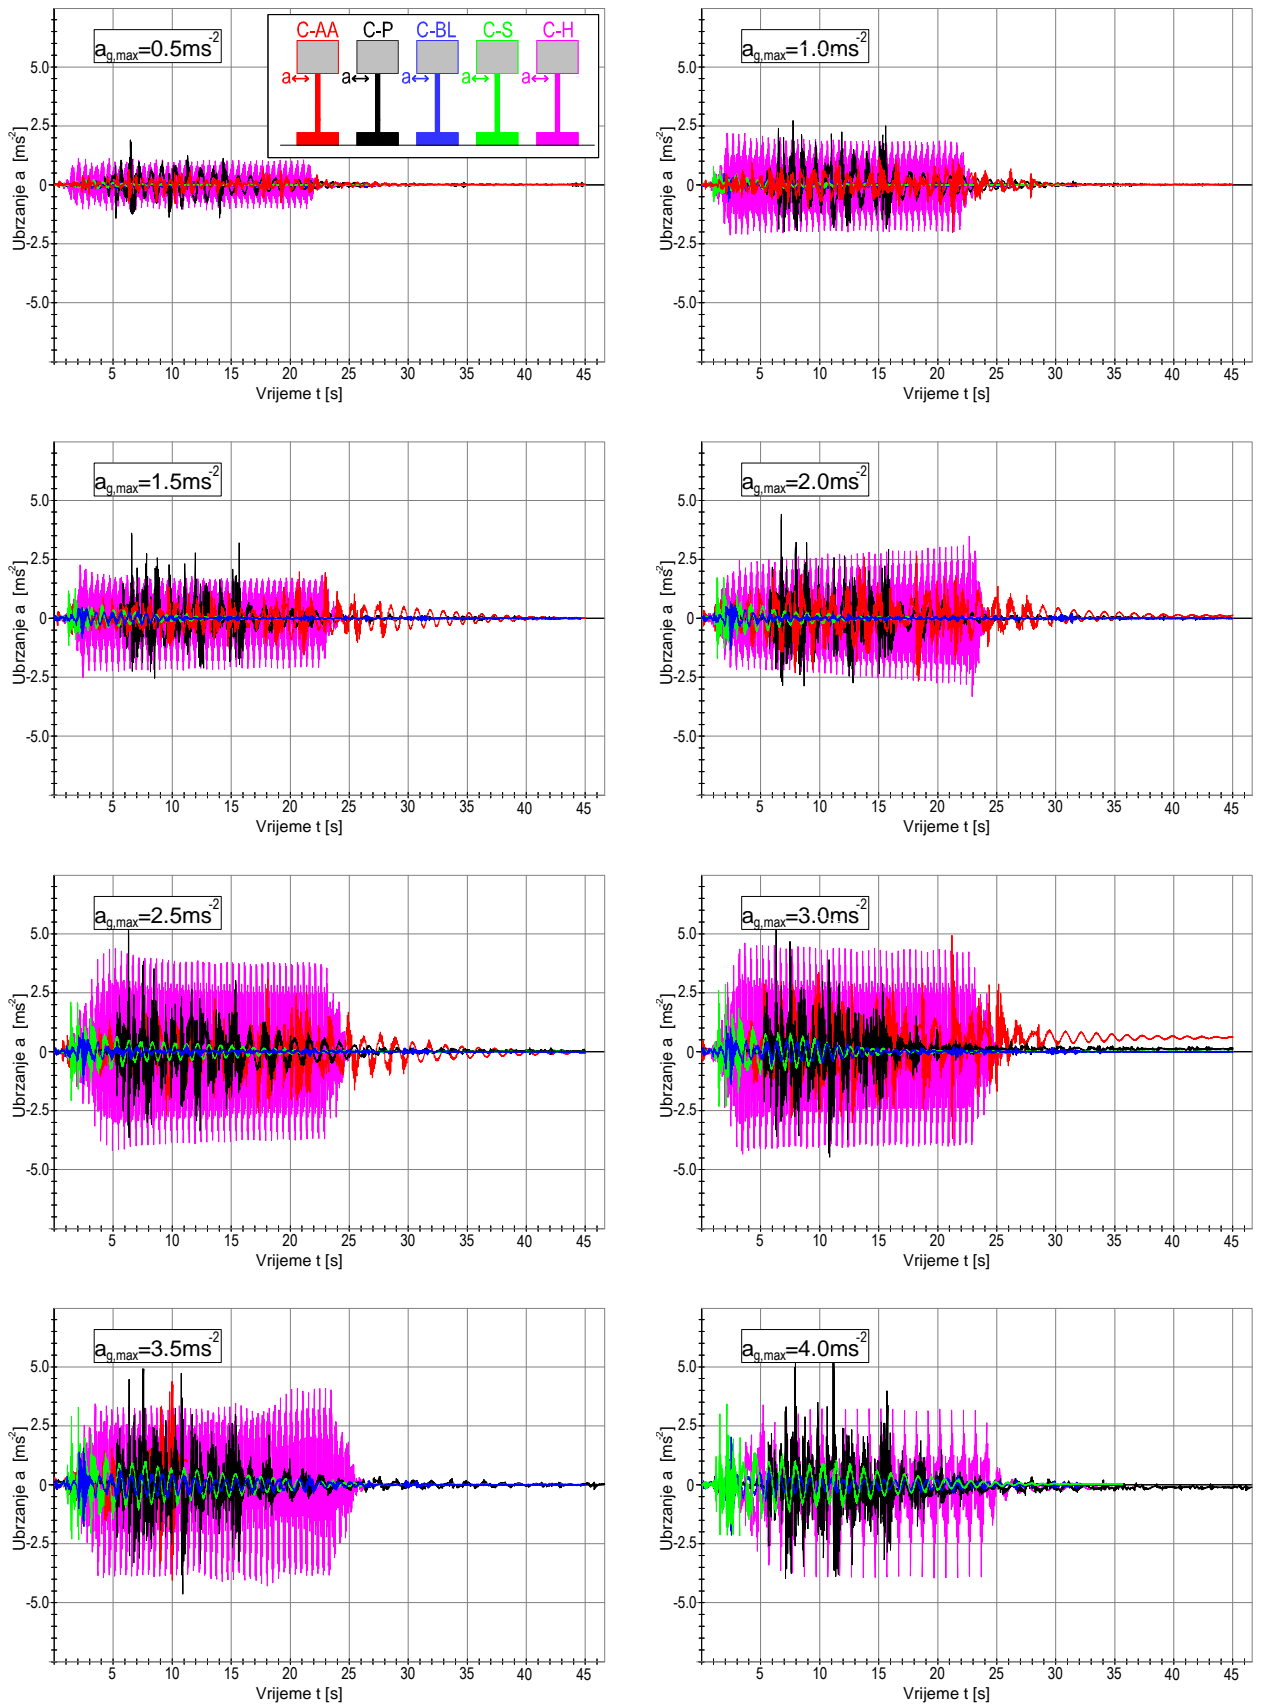 a_g,max=0.5ms^-2
C-AA C-P C-BL C-S C-H
a↔ a↔ a↔ a↔ a↔
Ubrzanje a [ms^-2]
5.0
2.5
0
-2.5
-5.0
5 10 15 20 25 30 35 40 45
Vrijeme t [s]
a_g,max=1.0ms^-2
Ubrzanje a [ms^-2]
5.0
2.5
0
-2.5
-5.0
5 10 15 20 25 30 35 40 45
Vrijeme t [s]
a_g,max=1.5ms^-2
Ubrzanje a [ms^-2]
5.0
2.5
0
-2.5
-5.0
5 10 15 20 25 30 35 40 45
Vrijeme t [s]
a_g,max=2.0ms^-2
Ubrzanje a [ms^-2]
5.0
2.5
0
-2.5
-5.0
5 10 15 20 25 30 35 40 45
Vrijeme t [s]
a_g,max=2.5ms^-2
Ubrzanje a [ms^-2]
5.0
2.5
0
-2.5
-5.0
5 10 15 20 25 30 35 40 45
Vrijeme t [s]
a_g,max=3.0ms^-2
Ubrzanje a [ms^-2]
5.0
2.5
0
-2.5
-5.0
5 10 15 20 25 30 35 40 45
Vrijeme t [s]
a_g,max=3.5ms^-2
Ubrzanje a [ms^-2]
5.0
2.5
0
-2.5
-5.0
5 10 15 20 25 30 35 40 45
Vrijeme t [s]
a_g,max=4.0ms^-2
Ubrzanje a [ms^-2]
5.0
2.5
0
-2.5
-5.0
5 10 15 20 25 30 35 40 45
Vrijeme t [s]